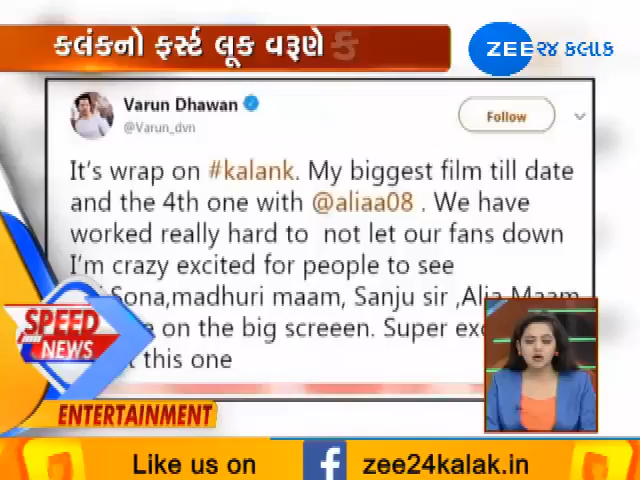 કલંકનો ફર્સ્ટ લૂક વરૂણે ક
ZEE ૨૪ કલાક
Varun Dhawan
@Varun_dvn
Follow
It's wrap on #kalank. My biggest film till date
and the 4th one with @aliaa08 . We have
worked really hard to not let our fans down
I'm crazy excited for people to see
Sona,madhuri maam, Sanju sir ,Alia Maam
on the big screeen. Super
this one
SPEED
NEWS
ENTERTAINMENT
Like us on
f
zee24kalak.in